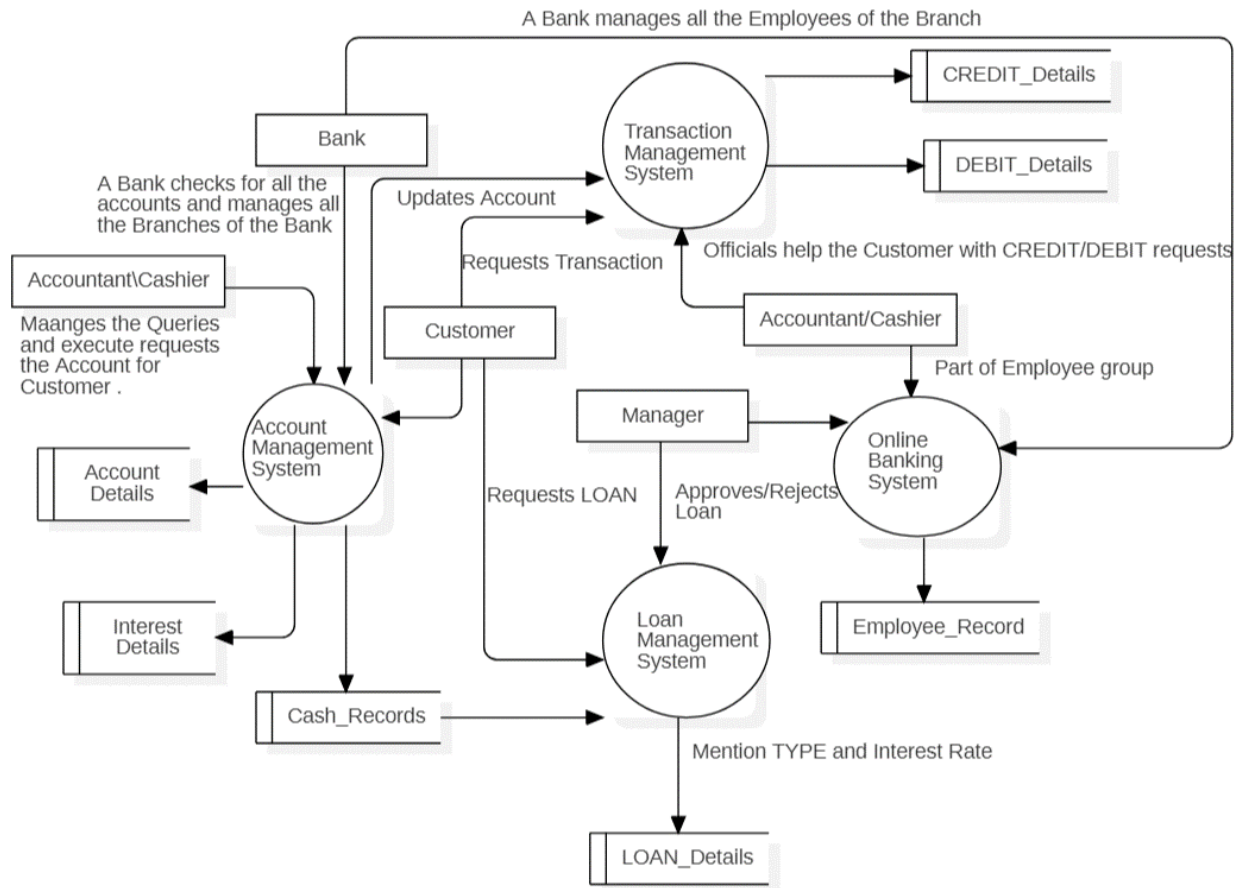 A Bank manages all the Employees of the Branch
CREDIT_Details
Bank
Transaction
Management
System
DEBIT_Details
A Bank checks for all the
accounts and manages all
the Branches of the Bank
Updates Account
Requests Transaction
Officials help the Customer with CREDIT/DEBIT requests
Accountant\Cashier
Maanges the Queries
and execute requests
the Account for
Customer .
Customer
Accountant/Cashier
Part of Employee group
Manager
Account
Management
System
Online
Banking
System
Account
Details
Requests LOAN
Approves/Rejects
Loan
Interest
Details
Loan
Management
System
Employee_Record
Cash_Records
Mention TYPE and Interest Rate
LOAN_Details